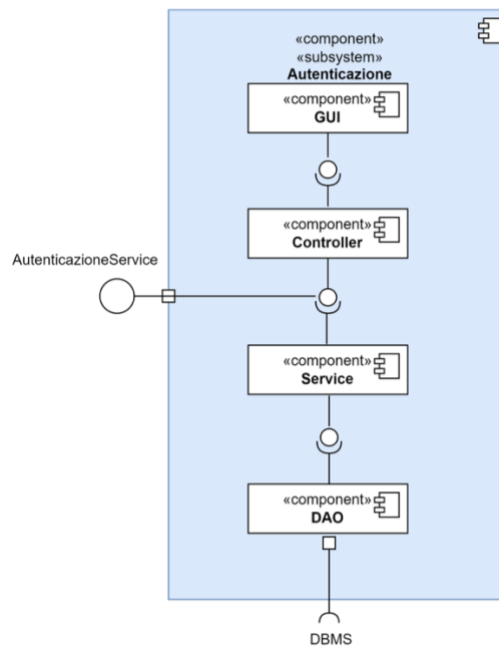 «component»
«subsystem»
Autenticazione
«component»
GUI
«component»
Controller
AutenticazioneService
«component»
Service
«component»
DAO
DBMS